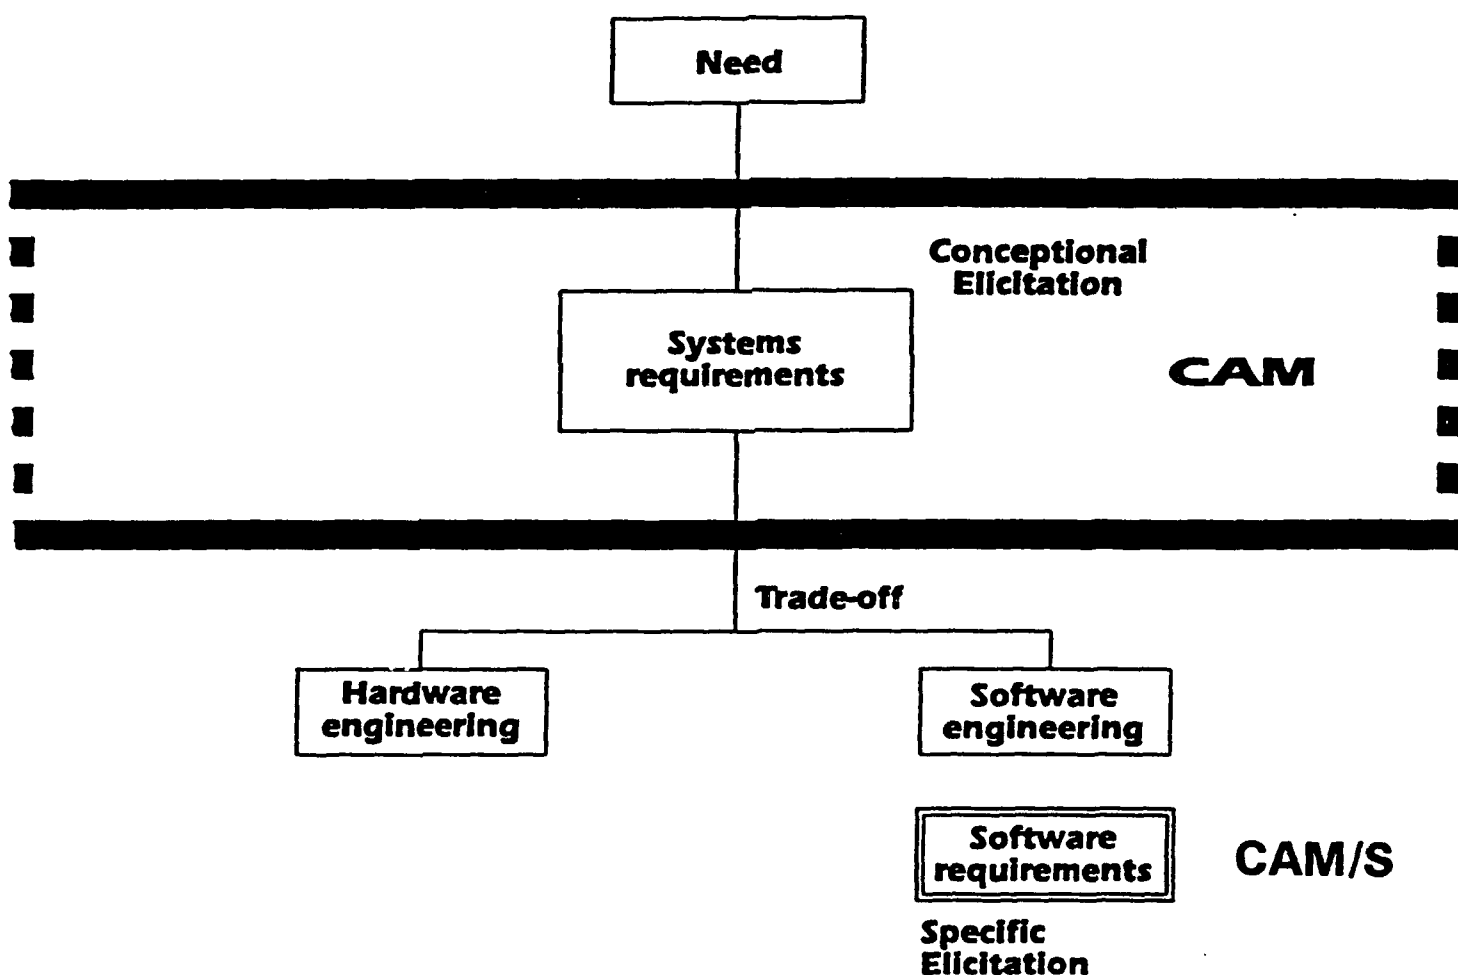 Need
Conceptional
Elicitation
Systems
requirements
CAM
Trade-off
Hardware
engineering
Software
engineering
Software
requirements
CAM/S
Specific
Elicitation